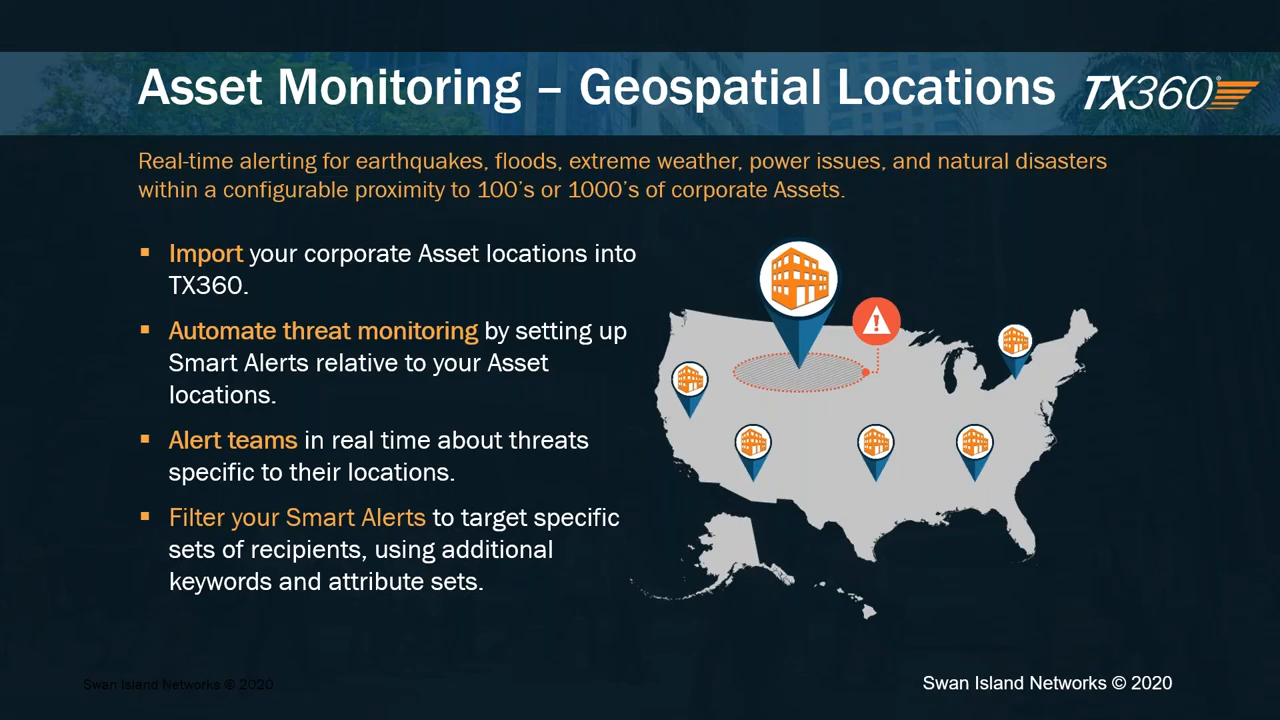 Asset Monitoring – Geospatial Locations
TX360®
Real-time alerting for earthquakes, floods, extreme weather, power issues, and natural disasters
within a configurable proximity to 100's or 1000's of corporate Assets.
▪ Import your corporate Asset locations into
TX360.
▪ Automate threat monitoring by setting up
Smart Alerts relative to your Asset
locations.
▪ Alert teams in real time about threats
specific to their locations.
▪ Filter your Smart Alerts to target specific
sets of recipients, using additional
keywords and attribute sets.
!
Swan Island Networks © 2020
Swan Island Networks © 2020